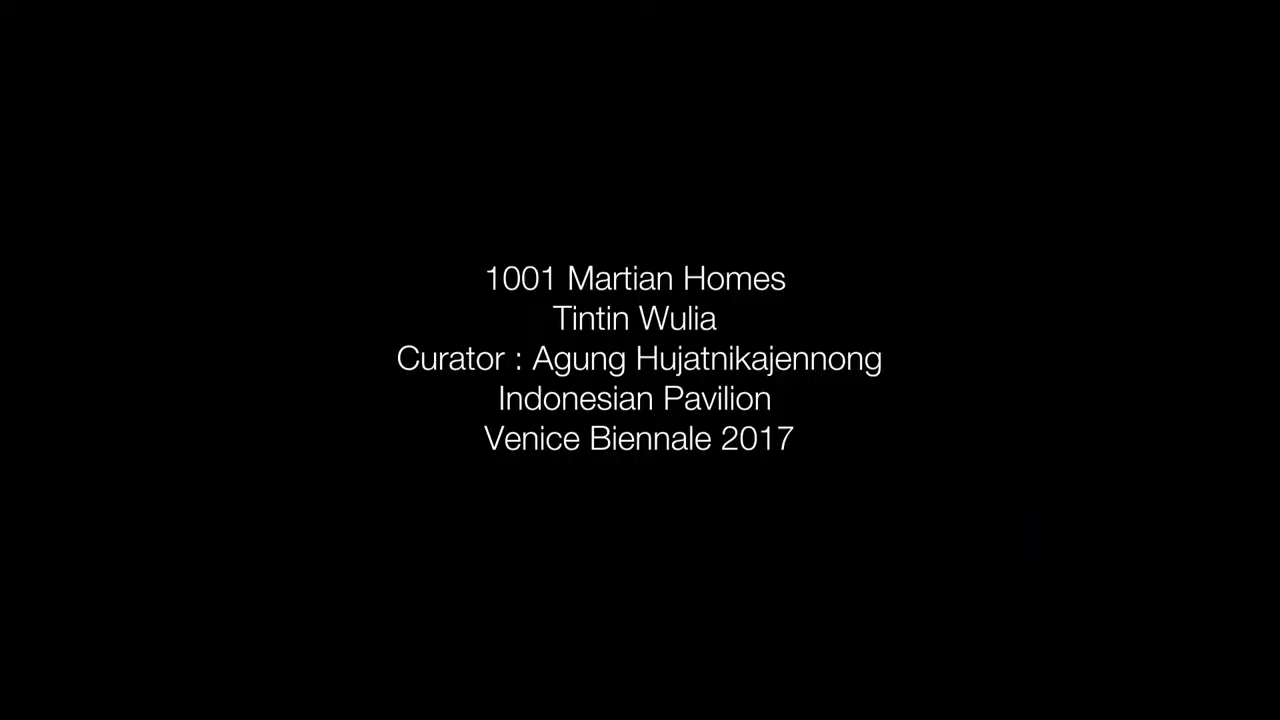 1001 Martian Homes
Tintin Wulia
Curator : Agung Hujatnikajennong
Indonesian Pavilion
Venice Biennale 2017